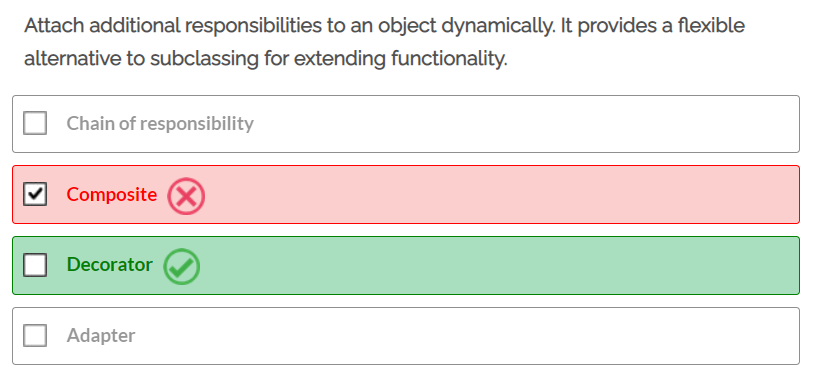 Attach additional responsibilities to an object dynamically. It provides a flexible
alternative to subclassing for extending functionality.
Chain of responsibility
Composite
Decorator
Adapter